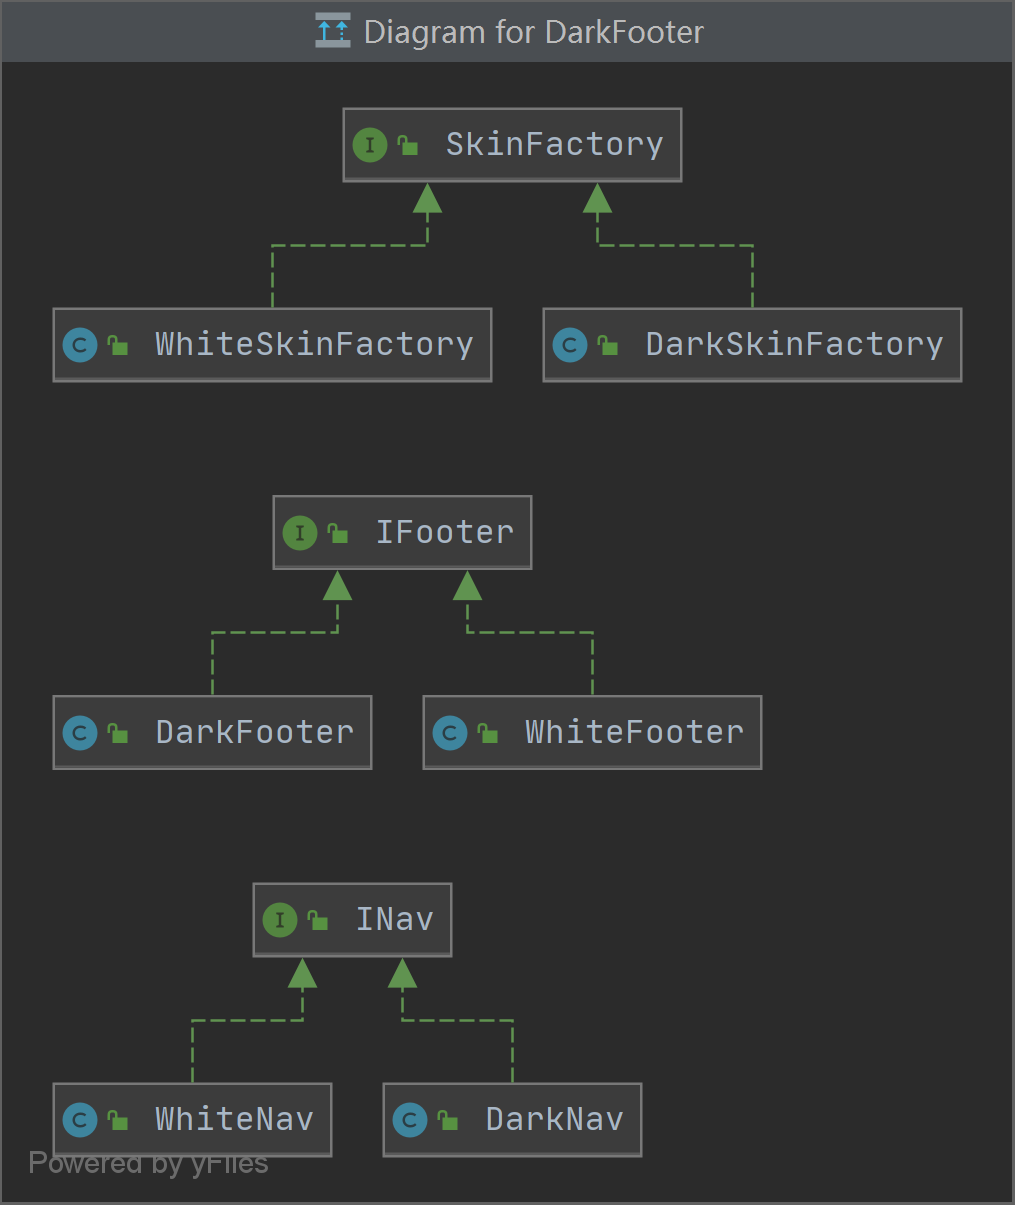 Diagram for DarkFooter
I SkinFactory
C WhiteSkinFactory
C DarkSkinFactory
I IFooter
C DarkFooter
C WhiteFooter
I INav
C WhiteNav
C DarkNav
Powered by yFiles